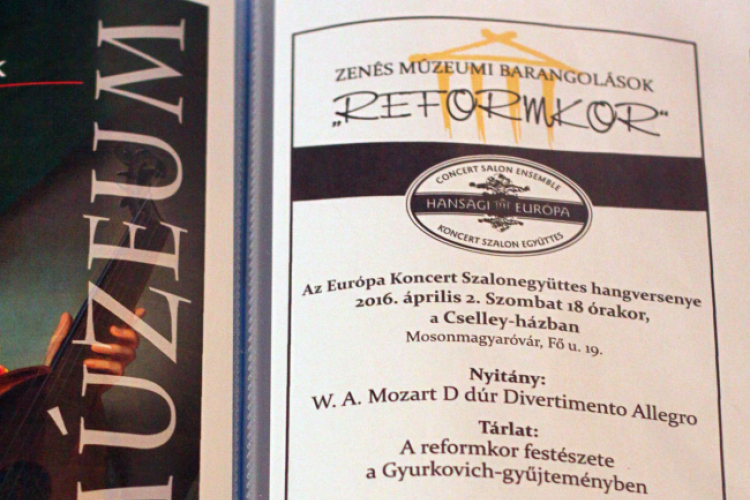 K
MÚZEUM
ZENÉS MÚZEUMI BARANGOLÁSOK
„REFORMKOR“
CONCERT SALON ENSEMBLE
HANSÁGI EURÓPA
KONCERT SZALON EGYÜTTES
Az Európa Koncert Szalonegyüttes hangversenye
2016. április 2. Szombat 18 órakor,
a Cselley-házban
Mosonmagyaróvár, Fő u. 19.
Nyitány:
W. A. Mozart D dúr Divertimento Allegro
Tárlat:
A reformkor festészete
a Gyurkovich-gyűjteményben